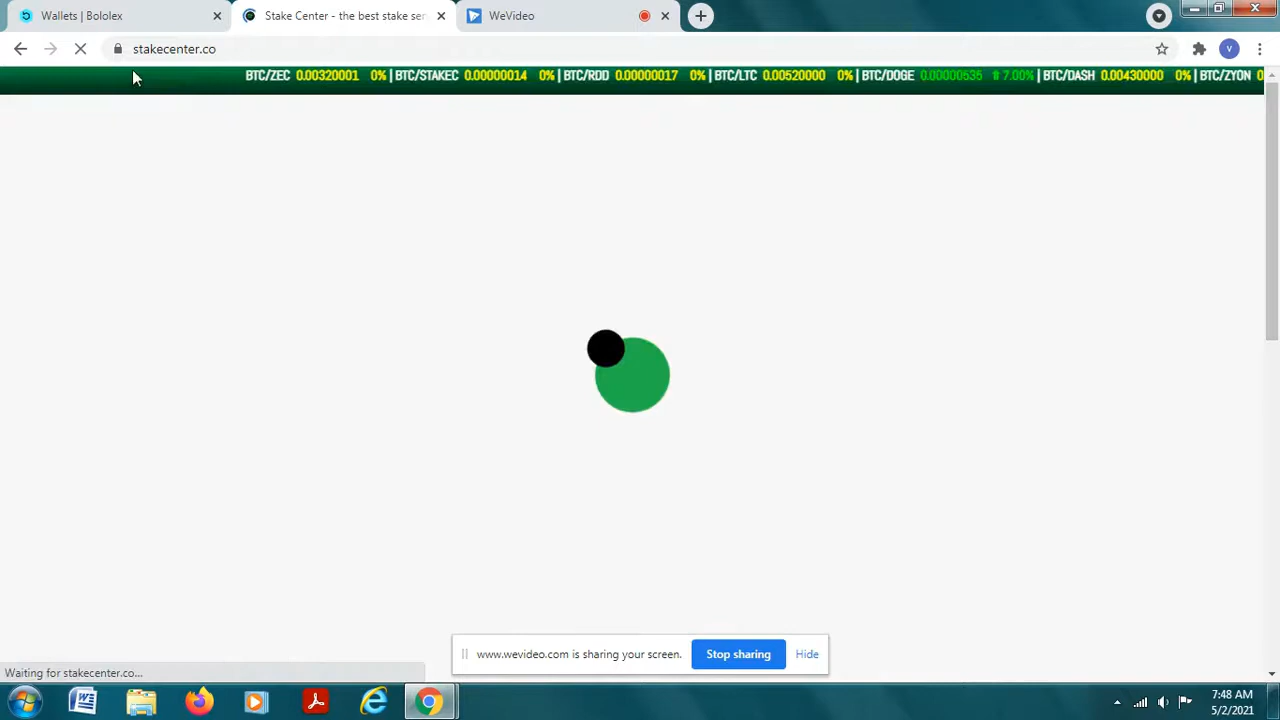 Wallets | Bololex
Stake Center - the best stake ser
WeVideo
stakecenter.co
V
BTC/ZEC 0.00320001 0% | BTC/STAKEC 0.00000014 0% | BTC/RDD 0.00000017 0% | BTC/LTC 0.00520000 0% | BTC/DOGE 0.00000535 ⇑ 7.00% | BTC/DASH 0.00430000 0% | BTC/ZYON 0
www.wevideo.com is sharing your screen. Stop sharing Hide
Waiting for stakecenter.co...
7:48 AM
5/2/2021